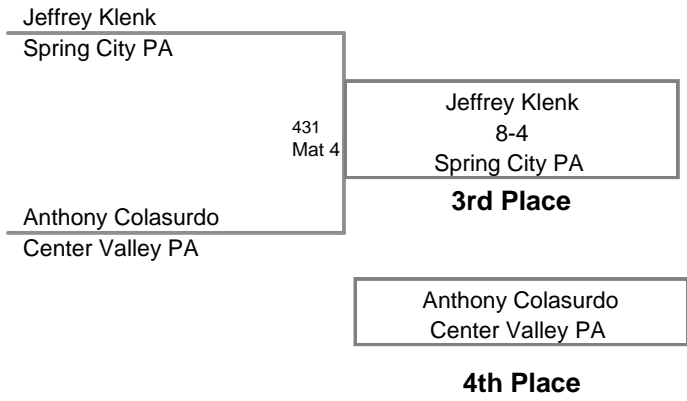 Jeffrey Klenk
Spring City PA
431
Mat 4
Jeffrey Klenk
8-4
Spring City PA
3rd Place
Anthony Colasurdo
Center Valley PA
Anthony Colasurdo
Center Valley PA
4th Place